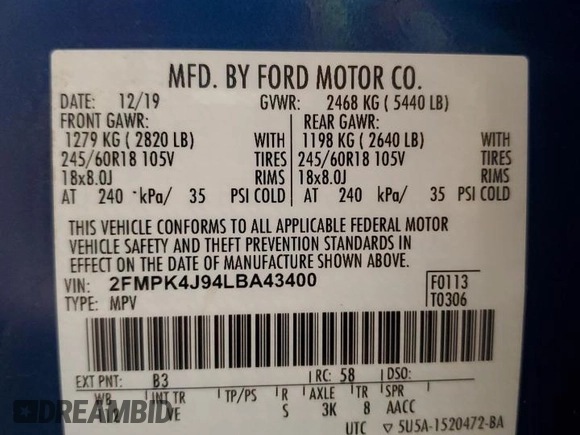 MFD. BY FORD MOTOR CO.
DATE: 12/19 GVWR: 2468 KG ( 5440 LB)
FRONT GAWR: REAR GAWR:
1279 KG ( 2820 LB) WITH 1198 KG ( 2640 LB) WITH
245/60R18 105V TIRES 245/60R18 105V TIRES
18x8.0J RIMS 18x8.0J RIMS
AT 240 kPa/ 35 PSI COLD AT 240 kPa/ 35 PSI COLD
THIS VEHICLE CONFORMS TO ALL APPLICABLE FEDERAL MOTOR
VEHICLE SAFETY AND THEFT PREVENTION STANDARDS IN
EFFECT ON THE DATE OF MANUFACTURE SHOWN ABOVE.
VIN: 2FMPK4J94LBA43400 F0113
TYPE: MPV T0306
EXT PNT: B3 RC: 58 DSO:
WB INT TR TP/PS R AXLE TR SPR
S 3K 8 AACC
UTC ▽ 5U5A-1520472-BA
DREAMBID